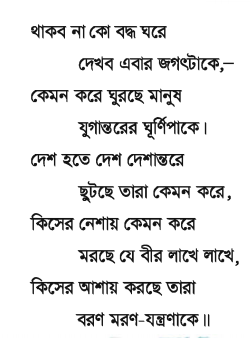 থাকব না কো বদ্ধ ঘরে
দেখব এবার জগৎটাকে,–
কেমন করে ঘুরছে মানুষ
যুগান্তরের ঘূর্ণিপাকে।
দেশ হতে দেশ দেশান্তরে
ছুটছে তারা কেমন করে,
কিসের নেশায় কেমন করে
মরছে যে বীর লাখে লাখে,
কিসের আশায় করছে তারা
বরণ মরণ-যন্ত্রণাকে॥